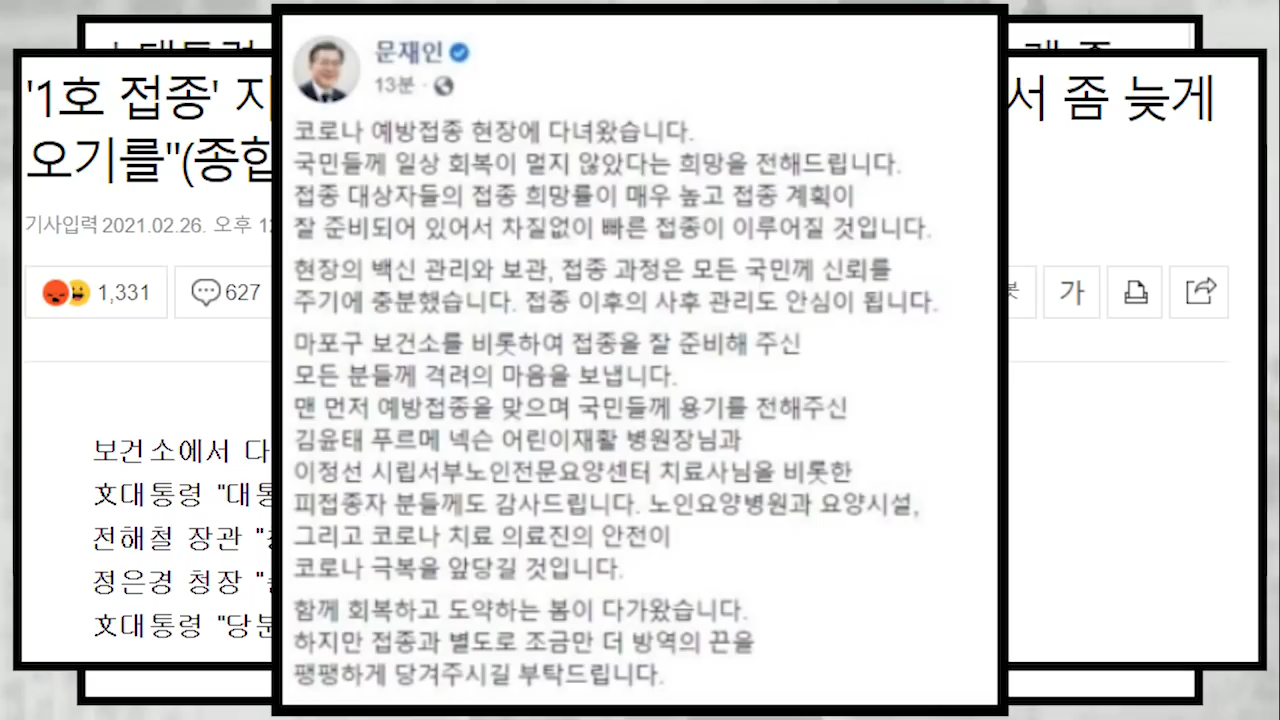 '1호 접종' 지
서 좀 늦게
오기를"(종합
기사입력 2021.02.26. 오후 1
1,331
627
가
보건소에서 다
文대통령 "대통
전해철 장관 "
정은경 청장 "
文대통령 "당분
문재인
13분 ·
코로나 예방접종 현장에 다녀왔습니다.
국민들께 일상 회복이 멀지 않았다는 희망을 전해드립니다.
접종 대상자들의 접종 희망률이 매우 높고 접종 계획이
잘 준비되어 있어서 차질없이 빠른 접종이 이루어질 것입니다.
현장의 백신 관리와 보관, 접종 과정은 모든 국민께 신뢰를
주기에 충분했습니다. 접종 이후의 사후 관리도 안심이 됩니다.
마포구 보건소를 비롯하여 접종을 잘 준비해 주신
모든 분들께 격려의 마음을 보냅니다.
맨 먼저 예방접종을 맞으며 국민들께 용기를 전해주신
김윤태 푸르메 넥슨 어린이재활 병원장님과
이정선 시립서부노인전문요양센터 치료사님을 비롯한
피접종자 분들께도 감사드립니다. 노인요양병원과 요양시설,
그리고 코로나 치료 의료진의 안전이
코로나 극복을 앞당길 것입니다.
함께 회복하고 도약하는 봄이 다가왔습니다.
하지만 접종과 별도로 조금만 더 방역의 끈을
팽팽하게 당겨주시길 부탁드립니다.